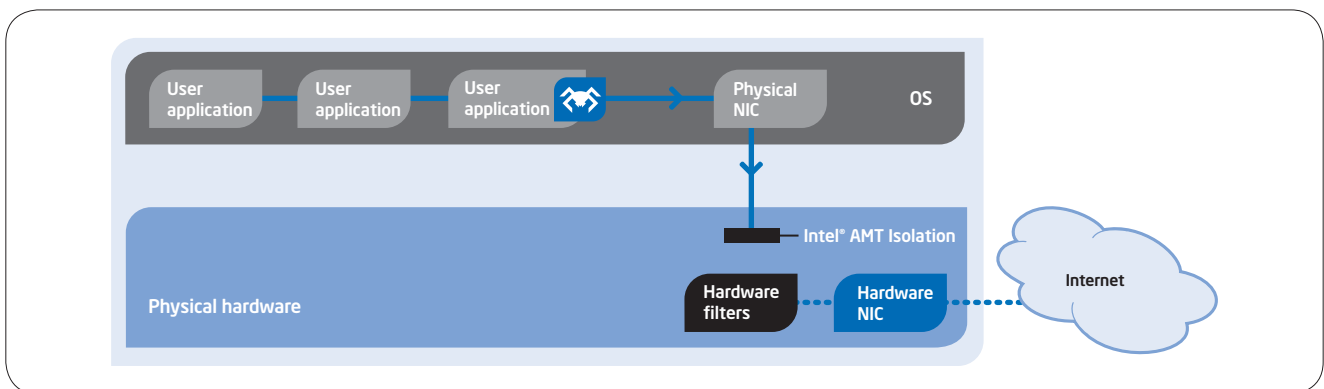 User
application
User
application
User
application
Physical
NIC
OS
Intel® AMT Isolation
Physical hardware
Hardware
filters
Hardware
NIC
Internet